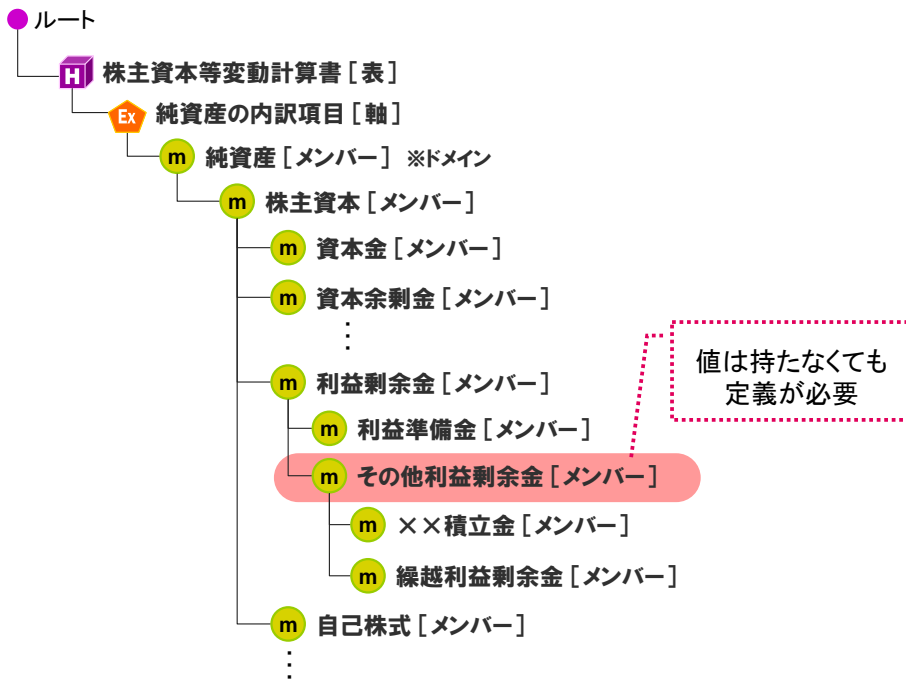 ルート
H 株主資本等変動計算書［表］
Ex 純資産の内訳項目［軸］
m 純資産［メンバー］ ※ドメイン
m 株主資本［メンバー］
m 資本金［メンバー］
m 資本余剰金［メンバー］
⋮
値は持たなくても
定義が必要
m 利益剰余金［メンバー］
m 利益準備金［メンバー］
m その他利益剰余金［メンバー］
m ××積立金［メンバー］
m 繰越利益剰余金［メンバー］
m 自己株式［メンバー］
⋮